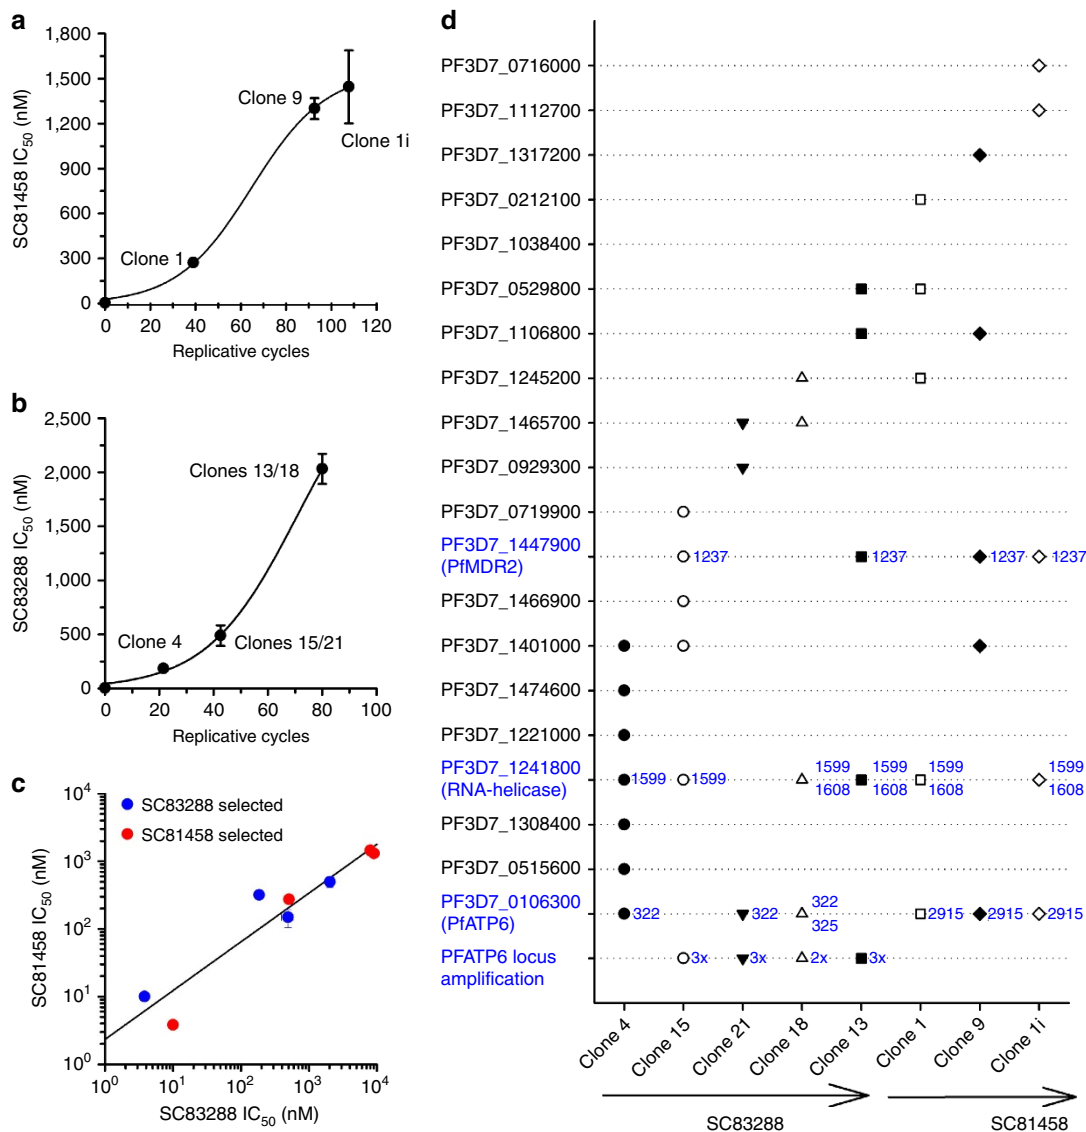 a
1,800
1,500
1,200
900
600
300
0
SC81458 IC50 (nM)
Clone 9
Clone 1i
Clone 1
0 20 40 60 80 100 120
Replicative cycles
b
2,500
2,000
1,500
1,000
500
0
SC83288 IC50 (nM)
Clones 13/18
Clone 4
Clones 15/21
0 20 40 60 80 100
Replicative cycles
c
10^4
10^3
10^2
10^1
10^0
SC81458 IC50 (nM)
SC83288 selected
SC81458 selected
10^0 10^1 10^2 10^3 10^4
SC83288 IC50 (nM)
d
PF3D7_0716000
PF3D7_1112700
PF3D7_1317200
PF3D7_0212100
PF3D7_1038400
PF3D7_0529800
PF3D7_1106800
PF3D7_1245200
PF3D7_1465700
PF3D7_0929300
PF3D7_0719900
PF3D7_1447900
(PfMDR2)
1237 1237 1237 1237
PF3D7_1466900
PF3D7_1401000
PF3D7_1474600
PF3D7_1221000
PF3D7_1241800
(RNA-helicase)
1599 1599 1599 1599 1599 1599
1608 1608 1608 1608
PF3D7_1308400
PF3D7_0515600
PF3D7_0106300
(PfATP6)
322 322 322 2915 2915 2915
325
PFATP6 locus
amplification
3x 3x 2x 3x
Clone 4 Clone 15 Clone 21 Clone 18 Clone 13 Clone 1 Clone 9 Clone 1i
SC83288 SC81458